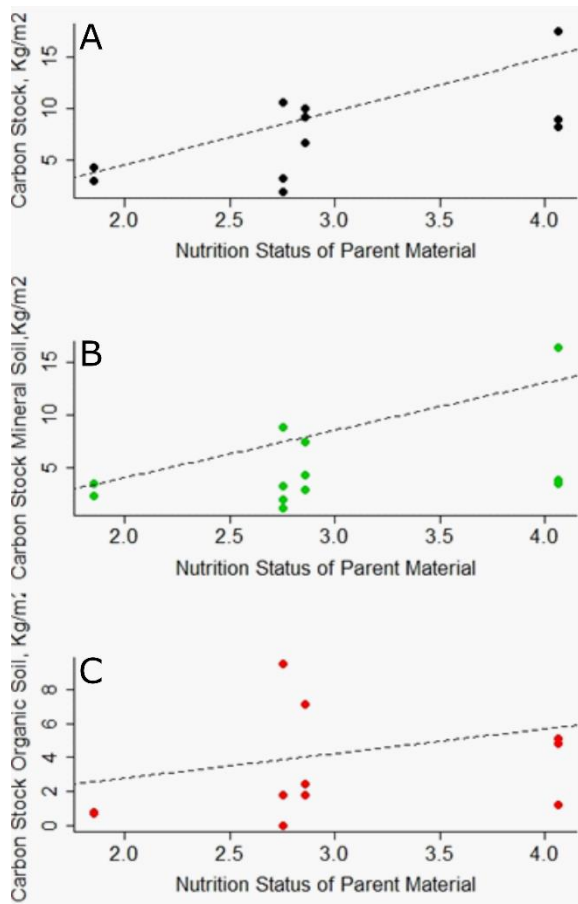 A
Carbon Stock, Kg/m2
15
10
5
2.0 2.5 3.0 3.5 4.0
Nutrition Status of Parent Material
B
Carbon Stock Mineral Soil,Kg/m2
15
10
5
2.0 2.5 3.0 3.5 4.0
Nutrition Status of Parent Material
C
Carbon Stock Organic Soil, Kg/m2
8
6
4
2
0
2.0 2.5 3.0 3.5 4.0
Nutrition Status of Parent Material